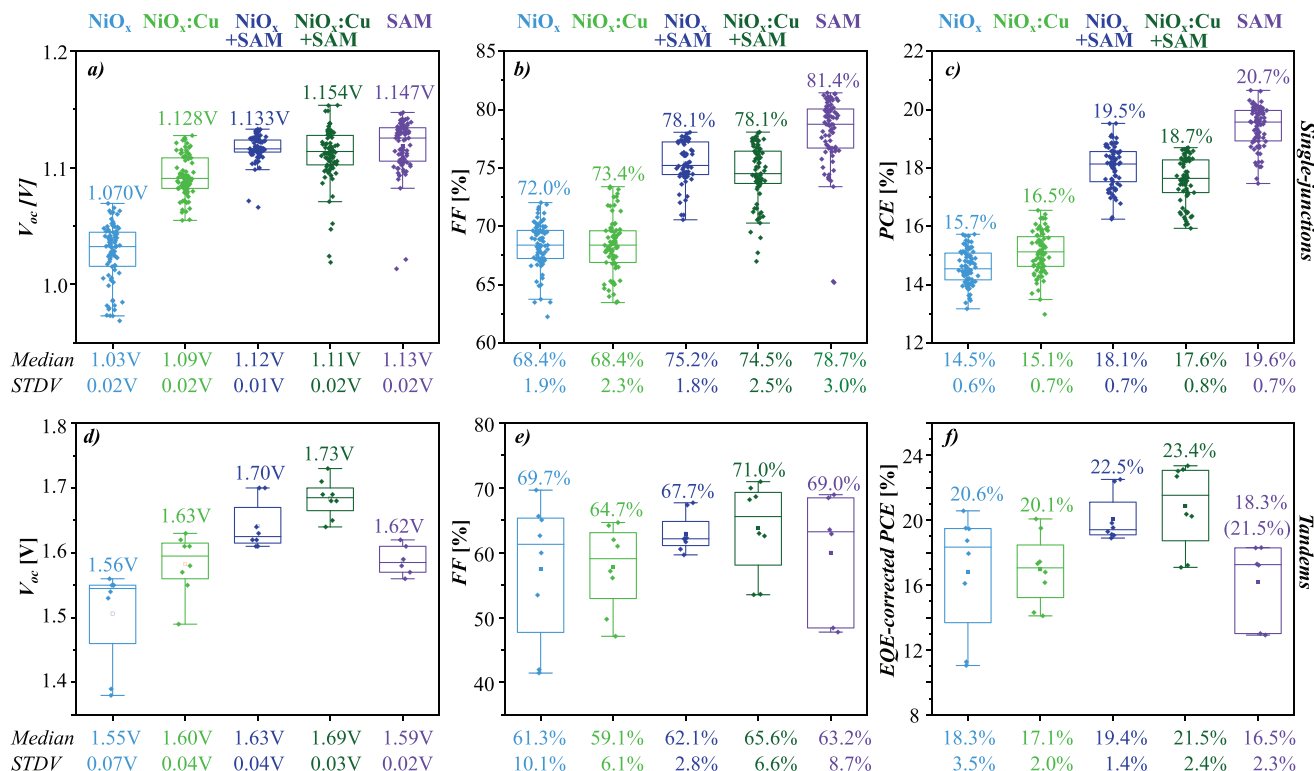 NiOx NiOx:Cu NiOx +SAM NiOx:Cu +SAM SAM
NiOx NiOx:Cu NiOx +SAM NiOx:Cu +SAM SAM
NiOx NiOx:Cu NiOx +SAM NiOx:Cu +SAM SAM
a)
Voc [V]
1.2
1.1
1.0
1.070V
1.128V
1.133V
1.154V
1.147V
b)
FF [%]
85
80
75
70
65
60
72.0%
73.4%
78.1%
78.1%
81.4%
c)
PCE [%]
22
20
18
16
14
12
15.7%
16.5%
19.5%
18.7%
20.7%
Single-junctions
Median 1.03V 1.09V 1.12V 1.11V 1.13V 68.4% 68.4% 75.2% 74.5% 78.7% 14.5% 15.1% 18.1% 17.6% 19.6%
STDV 0.02V 0.02V 0.01V 0.02V 0.02V 1.9% 2.3% 1.8% 2.5% 3.0% 0.6% 0.7% 0.7% 0.8% 0.7%
d)
Voc [V]
1.8
1.7
1.6
1.5
1.4
1.56V
1.63V
1.70V
1.73V
1.62V
e)
FF [%]
80
70
60
50
40
69.7%
64.7%
67.7%
71.0%
69.0%
f)
EQE-corrected PCE [%]
26
24
22
20
18
16
14
12
10
8
20.6%
20.1%
22.5%
23.4%
18.3%
(21.5%)
Tandems
Median 1.55V 1.60V 1.63V 1.69V 1.59V 61.3% 59.1% 62.1% 65.6% 63.2% 18.3% 17.1% 19.4% 21.5% 16.5%
STDV 0.07V 0.04V 0.04V 0.03V 0.02V 10.1% 6.1% 2.8% 6.6% 8.7% 3.5% 2.0% 1.4% 2.4% 2.3%